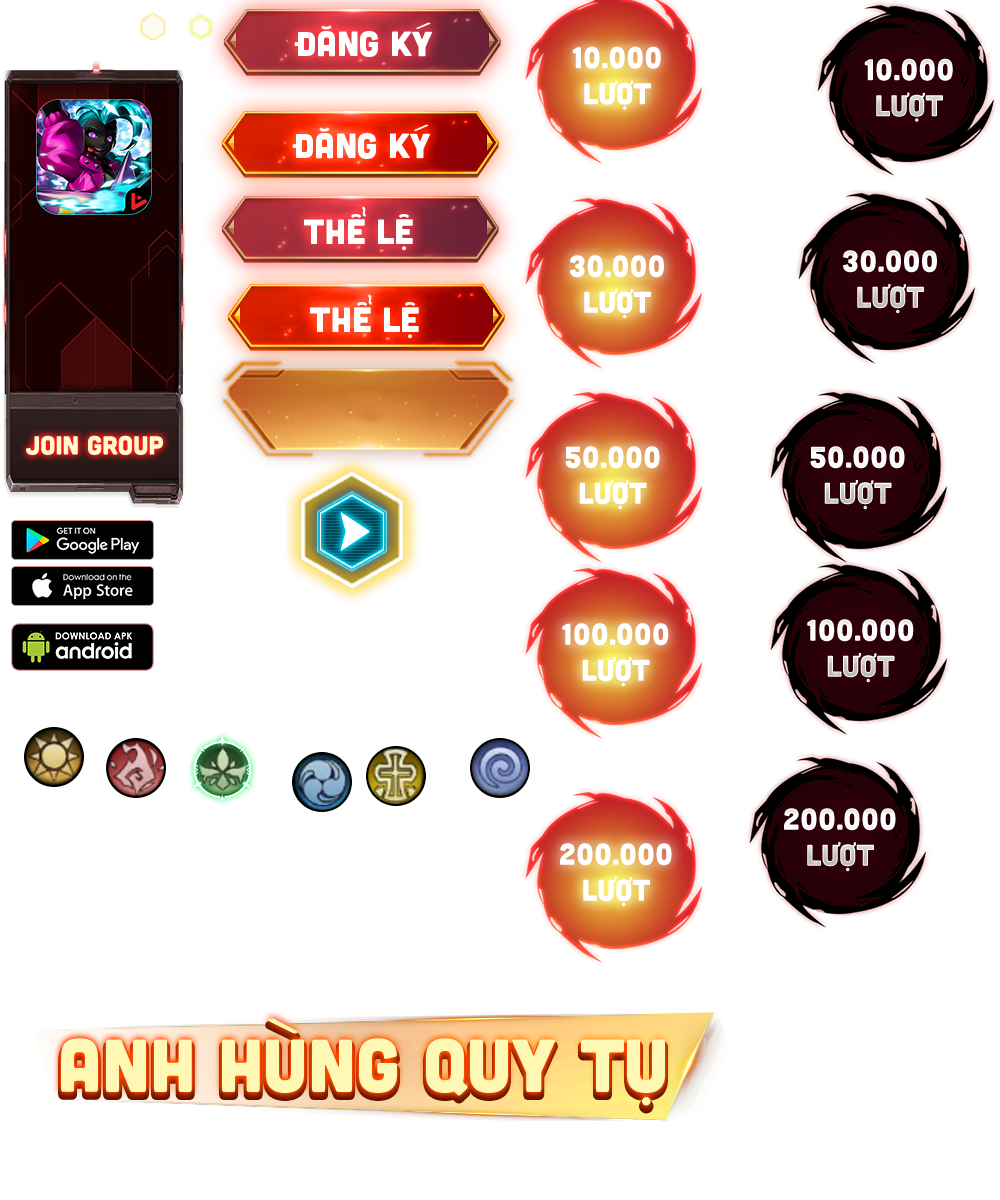 ĐĂNG KÝ
ĐĂNG KÝ
THỂ LỆ
THỂ LỆ
JOIN GROUP
GET IT ON
Google Play
Download on the
App Store
DOWNLOAD APK
android
10.000
LƯỢT
10.000
LƯỢT
30.000
LƯỢT
30.000
LƯỢT
50.000
LƯỢT
50.000
LƯỢT
100.000
LƯỢT
100.000
LƯỢT
200.000
LƯỢT
200.000
LƯỢT
ANH HÙNG QUY TỤ